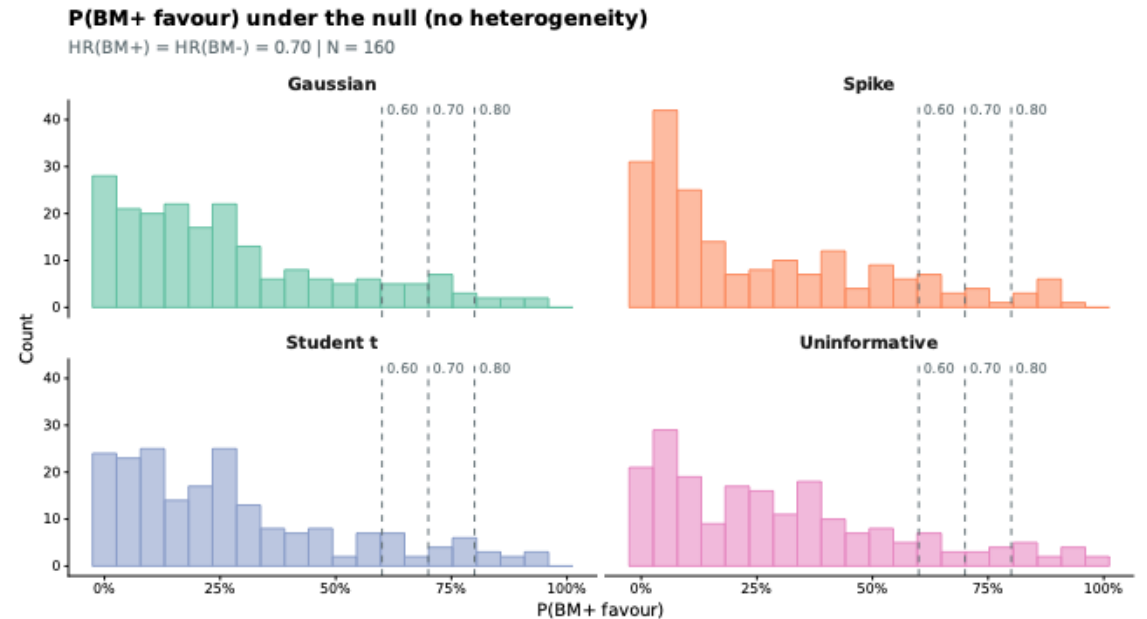 P(BM+ favour) under the null (no heterogeneity)
HR(BM+) = HR(BM-) = 0.70 | N = 160
Gaussian
Spike
0.60 0.70 0.80
0.60 0.70 0.80
40
30
20
10
0
Count
Student t
Uninformative
0.60 0.70 0.80
0.60 0.70 0.80
40
30
20
10
0
0% 25% 50% 75% 100%
0% 25% 50% 75% 100%
P(BM+ favour)